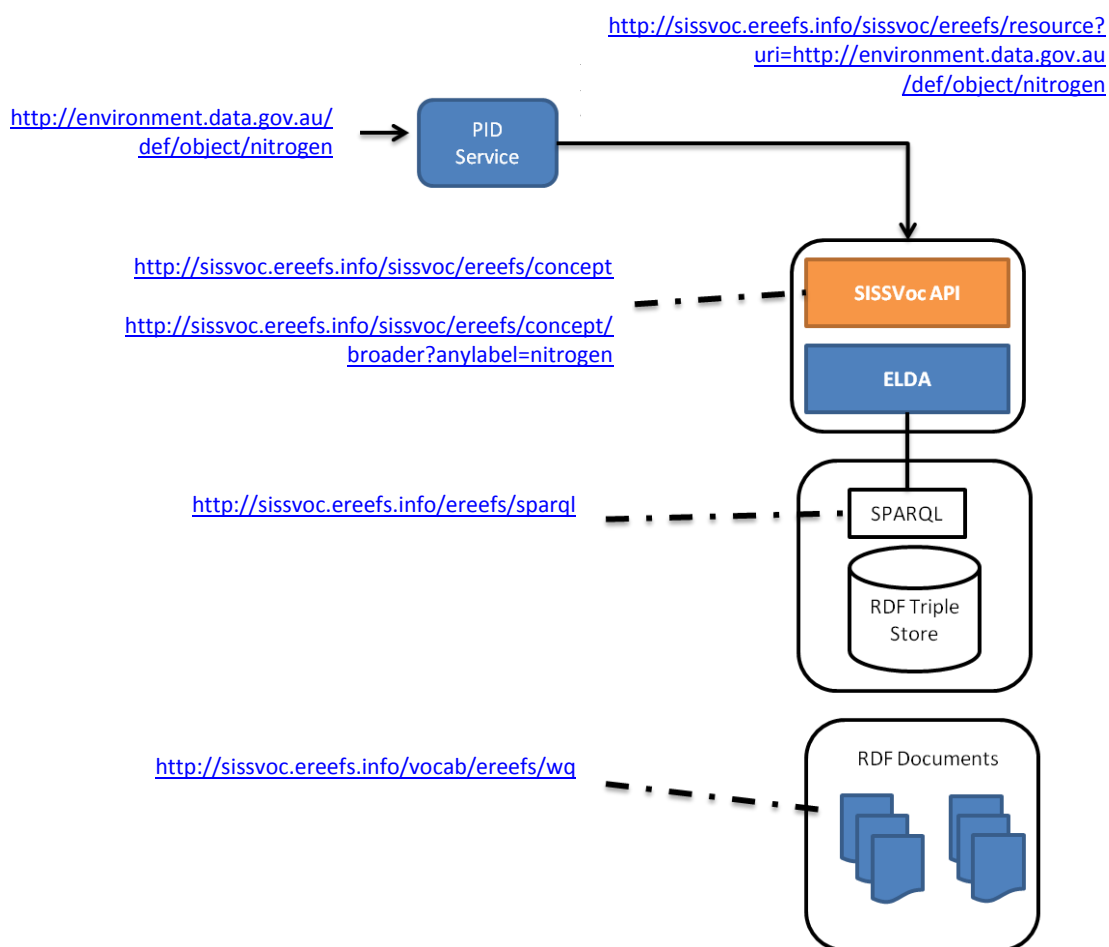 http://sissvoc.ereefs.info/sissvoc/ereefs/resource?
uri=http://environment.data.gov.au
/def/object/nitrogen
http://environment.data.gov.au/
def/object/nitrogen
PID
Service
http://sissvoc.ereefs.info/sissvoc/ereefs/concept
http://sissvoc.ereefs.info/sissvoc/ereefs/concept/
broader?anylabel=nitrogen
SISSVoc API
ELDA
http://sissvoc.ereefs.info/ereefs/sparql
SPARQL
RDF Triple
Store
http://sissvoc.ereefs.info/vocab/ereefs/wq
RDF Documents